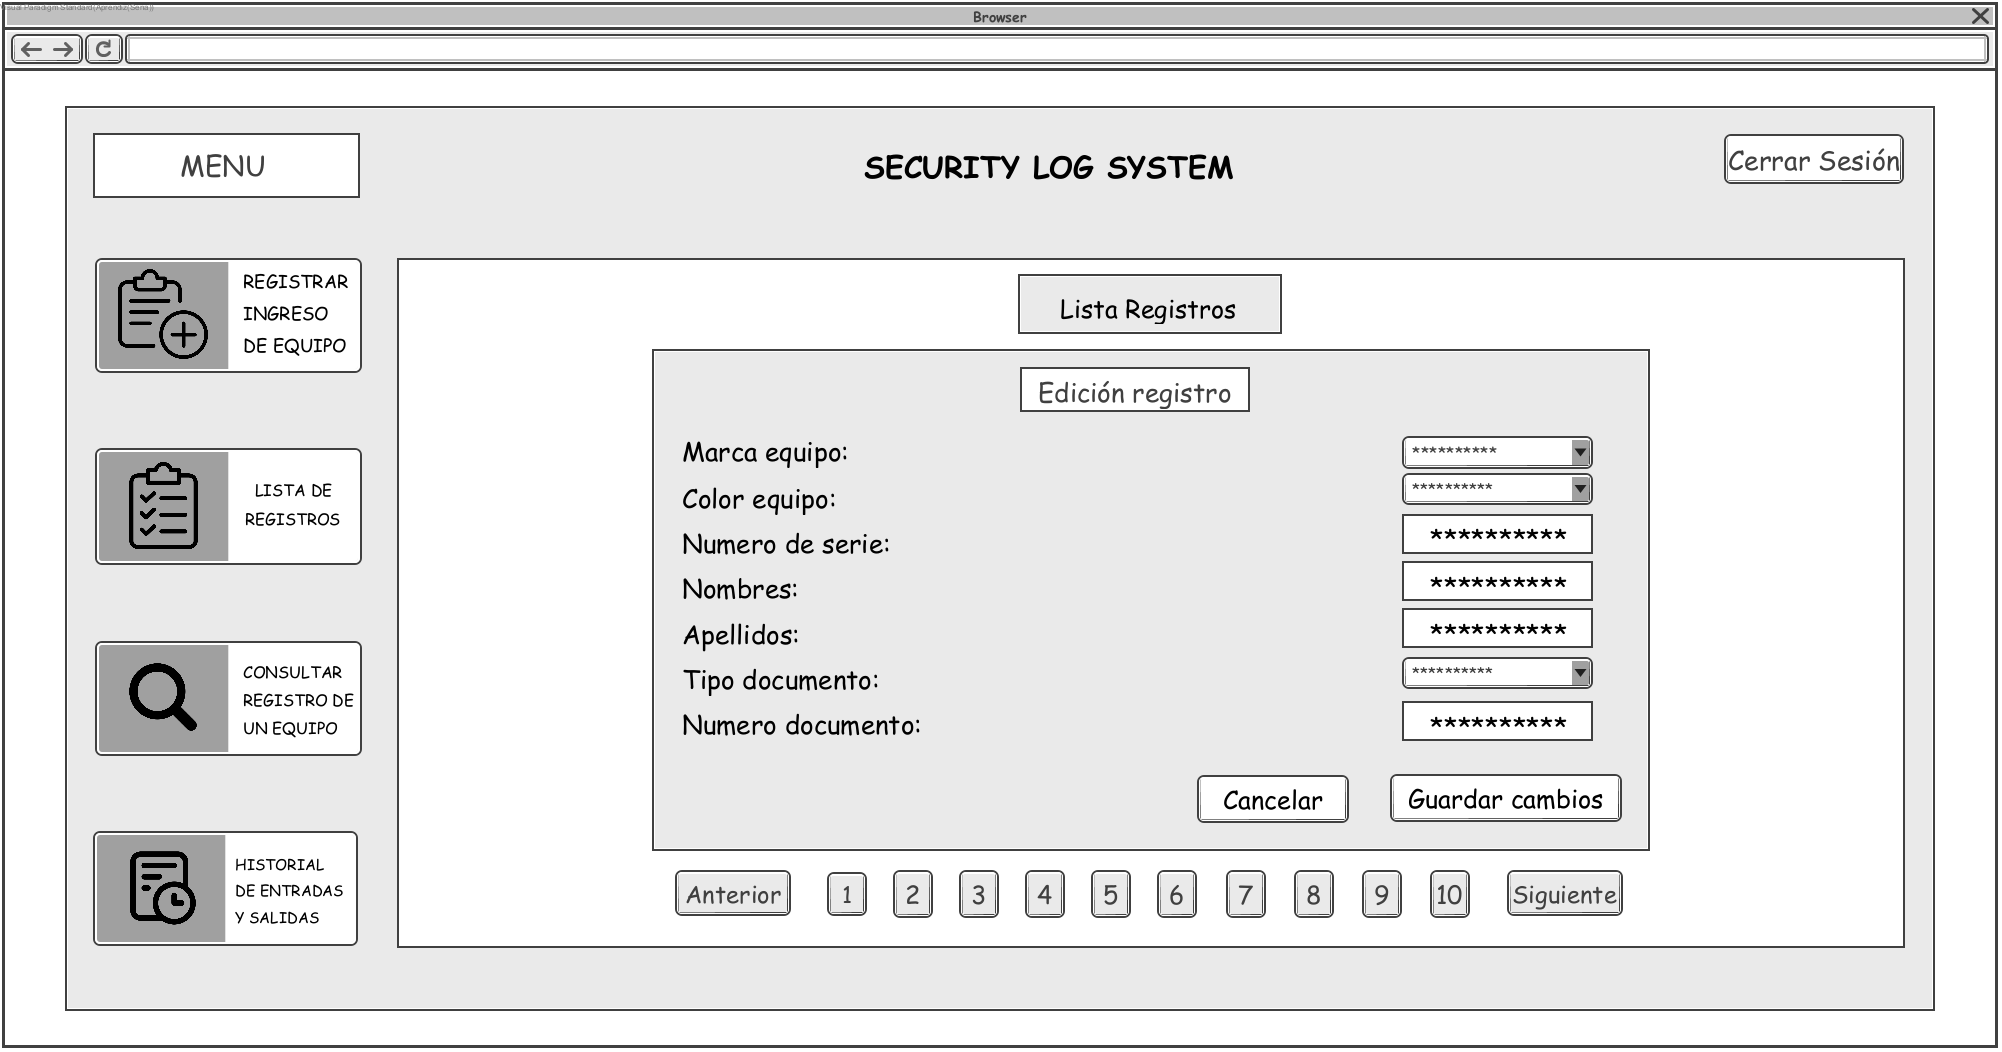 Visual Paradigm Standard(Aprendiz(Sena))
Browser
MENU
SECURITY LOG SYSTEM
Cerrar Sesión
REGISTRAR
INGRESO
DE EQUIPO
LISTA DE
REGISTROS
CONSULTAR
REGISTRO DE
UN EQUIPO
HISTORIAL
DE ENTRADAS
Y SALIDAS
Lista Registros
Edición registro
Marca equipo: **********
Color equipo: **********
Numero de serie: **********
Nombres: **********
Apellidos: **********
Tipo documento: **********
Numero documento: **********
Cancelar Guardar cambios
Anterior 1 2 3 4 5 6 7 8 9 10 Siguiente